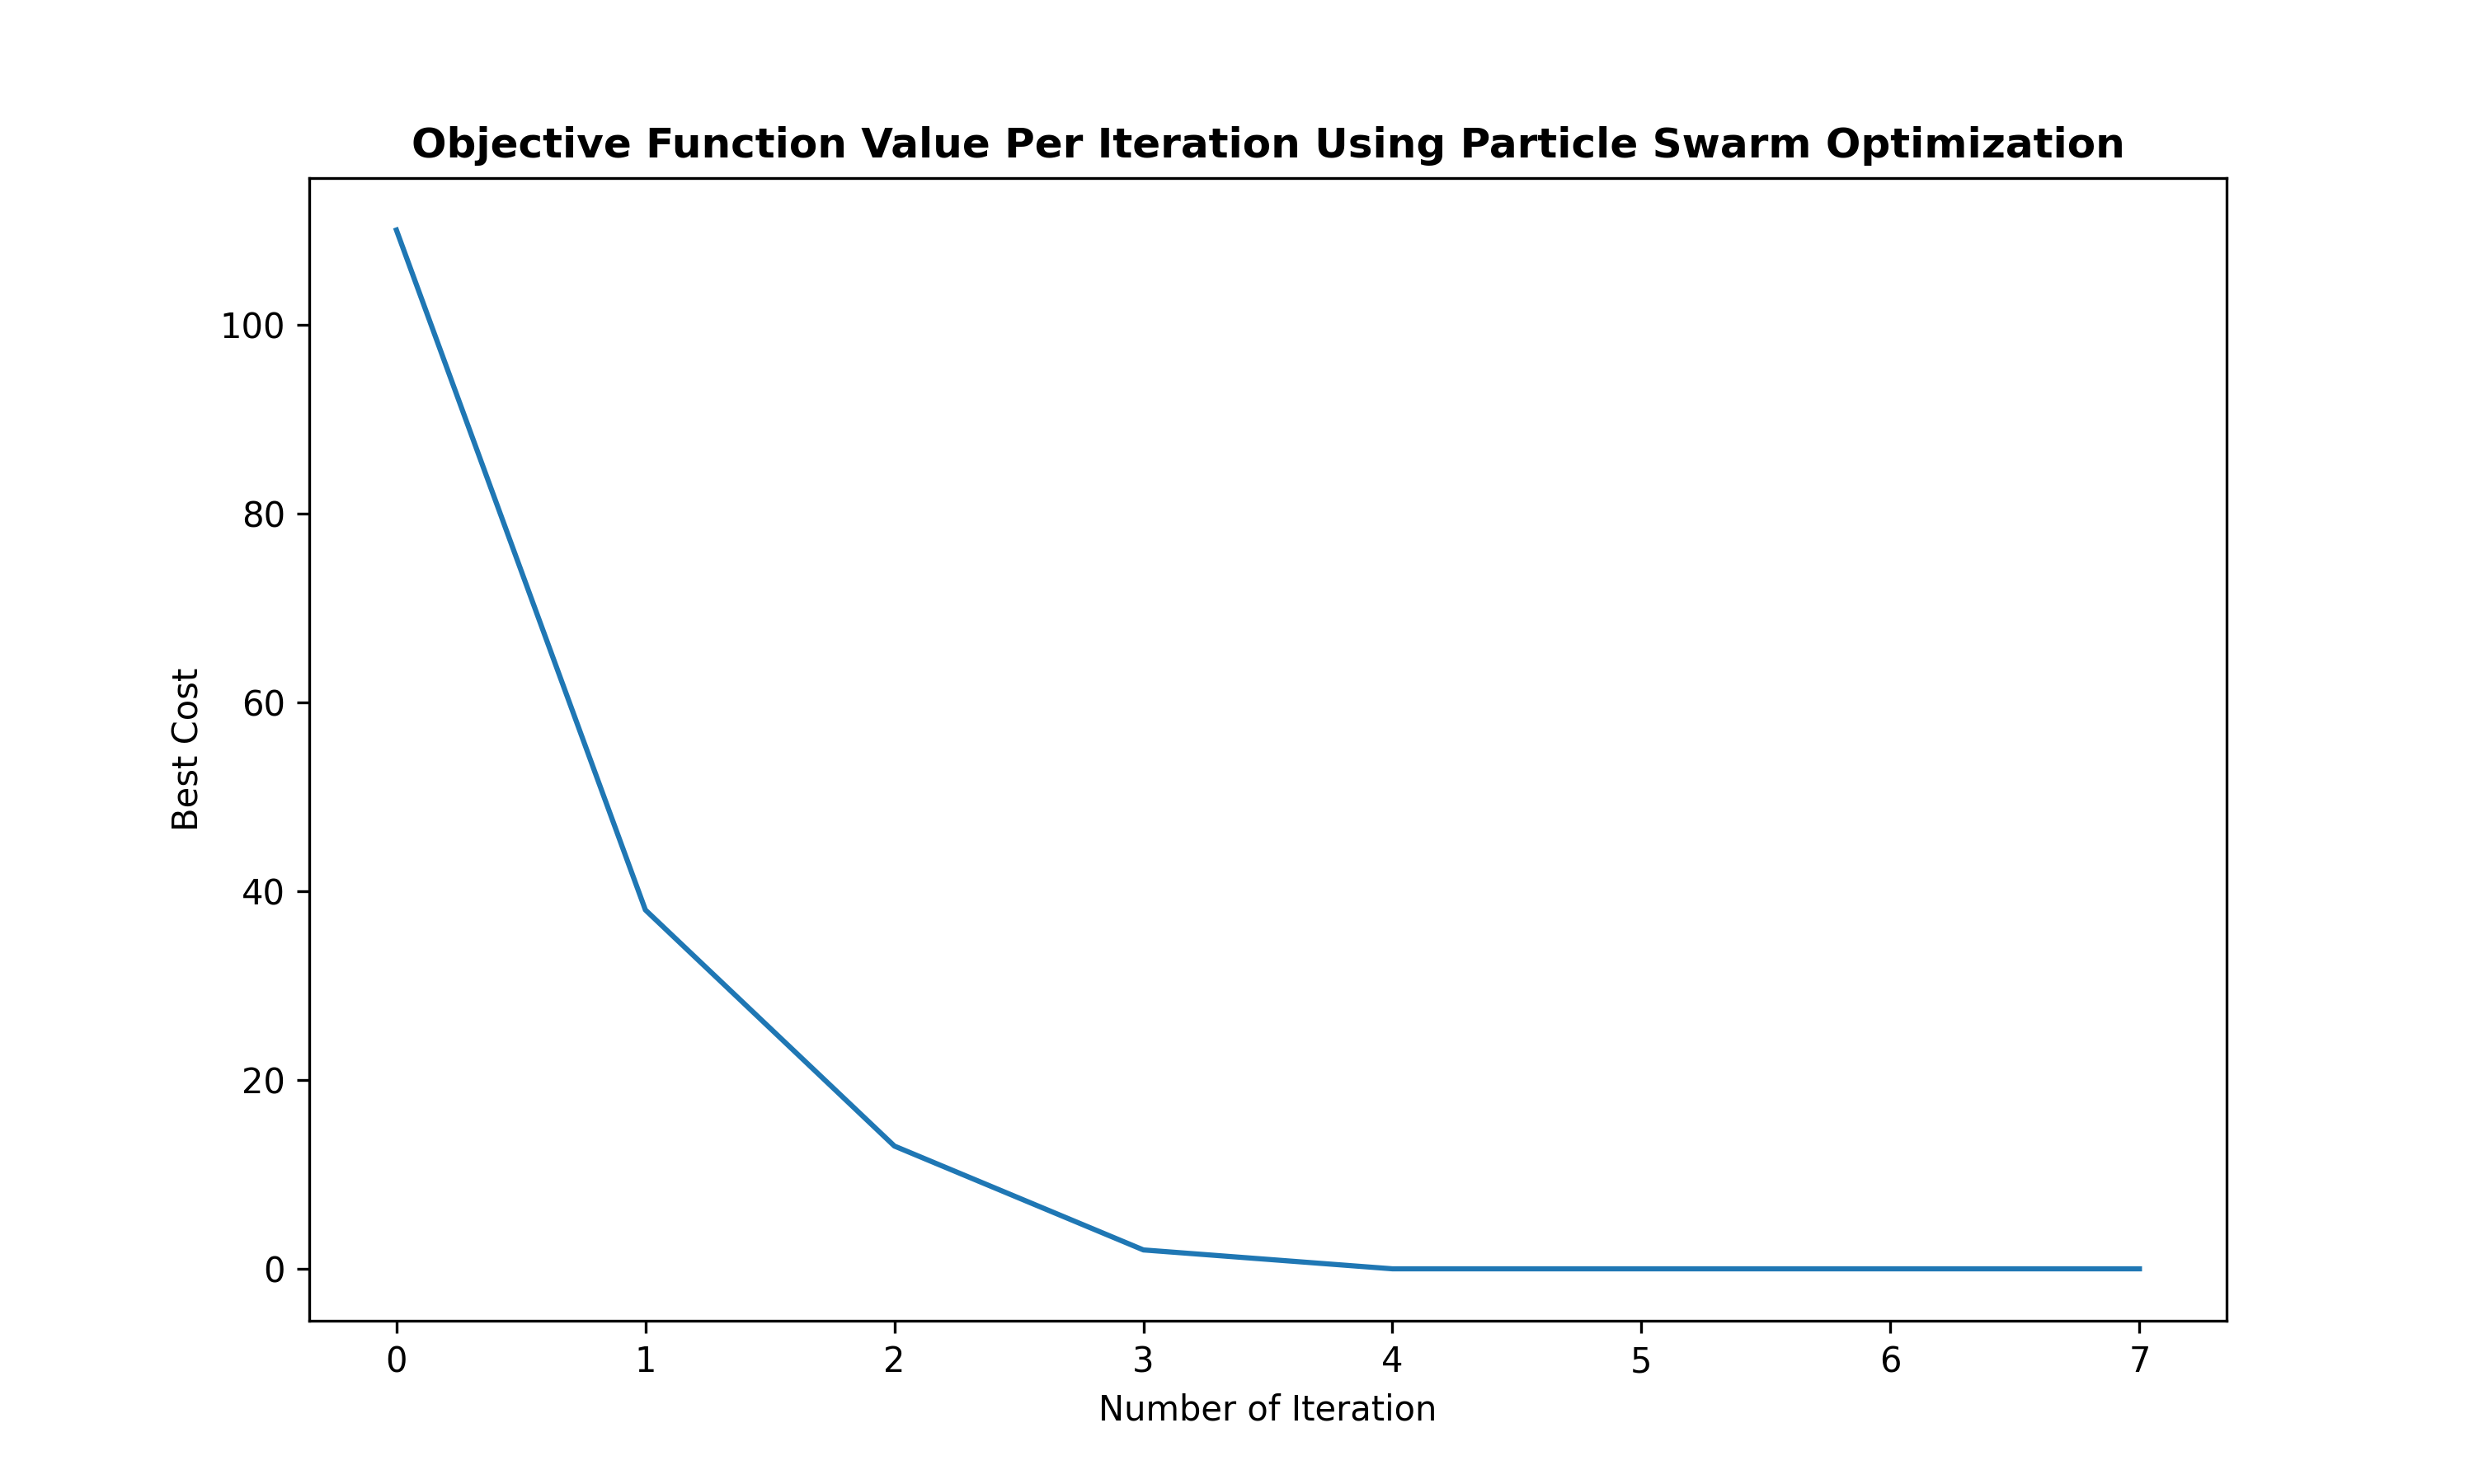 Objective Function Value Per Iteration Using Particle Swarm Optimization
100
80
60
40
20
0
Best Cost
0 1 2 3 4 5 6 7
Number of Iteration